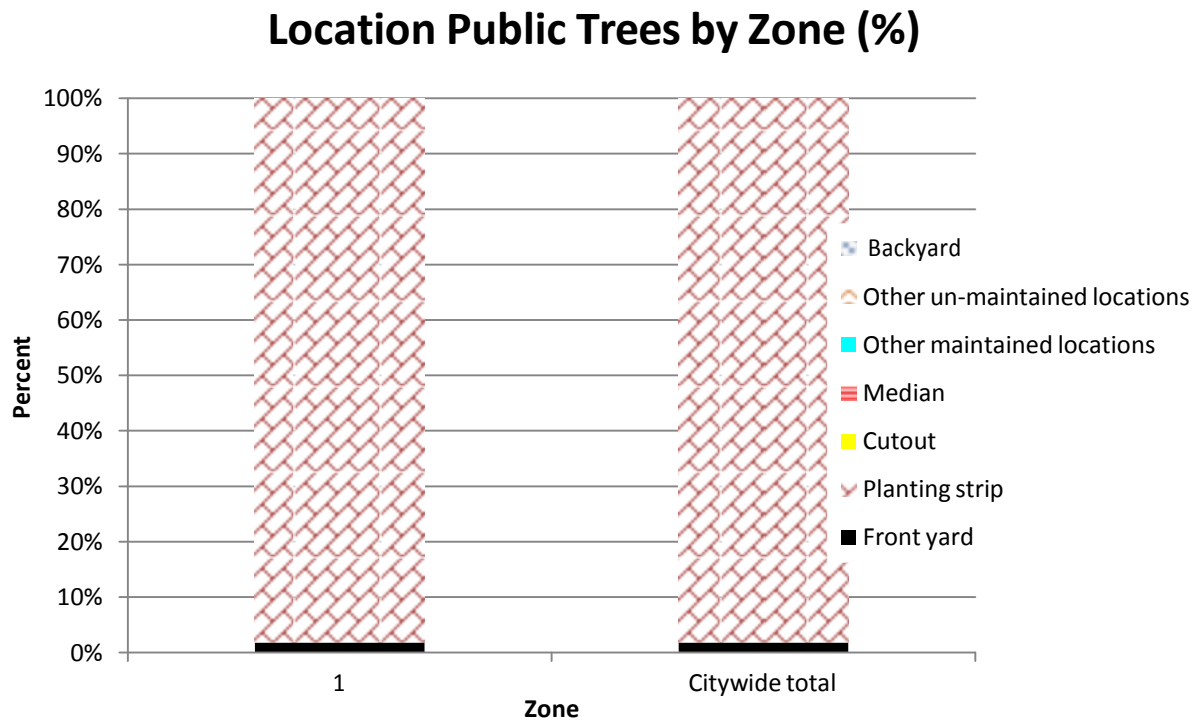 Location Public Trees by Zone (%)
100%
90%
80%
70%
60%
50%
40%
30%
20%
10%
0%
Percent
1
Citywide total
Zone
Backyard
Other un-maintained locations
Other maintained locations
Median
Cutout
Planting strip
Front yard